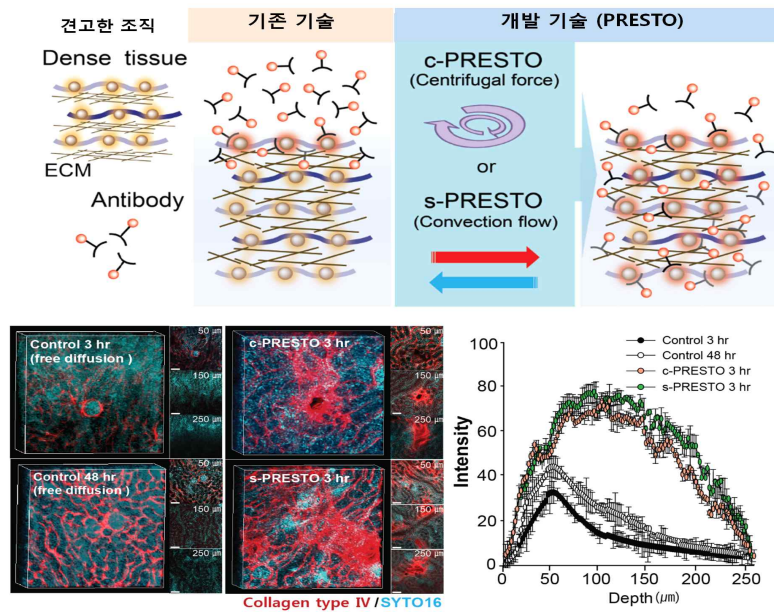 견고한 조직
기존 기술
개발 기술 (PRESTO)
Dense tissue
ECM
Antibody
c-PRESTO
(Centrifugal force)
or
s-PRESTO
(Convection flow)
Control 3 hr
(free diffusion )
50 μm
150 μm
250 μm
c-PRESTO 3 hr
50 μm
150 μm
250 μm
Control 48 hr
(free diffusion )
50 μm
150 μm
250 μm
s-PRESTO 3 hr
50 μm
150 μm
250 μm
Collagen type IV /SYTO16
Control 3 hr
Control 48 hr
c-PRESTO 3 hr
s-PRESTO 3 hr
Intensity
100
80
60
40
20
0
0
50
100
150
200
250
Depth(μm)